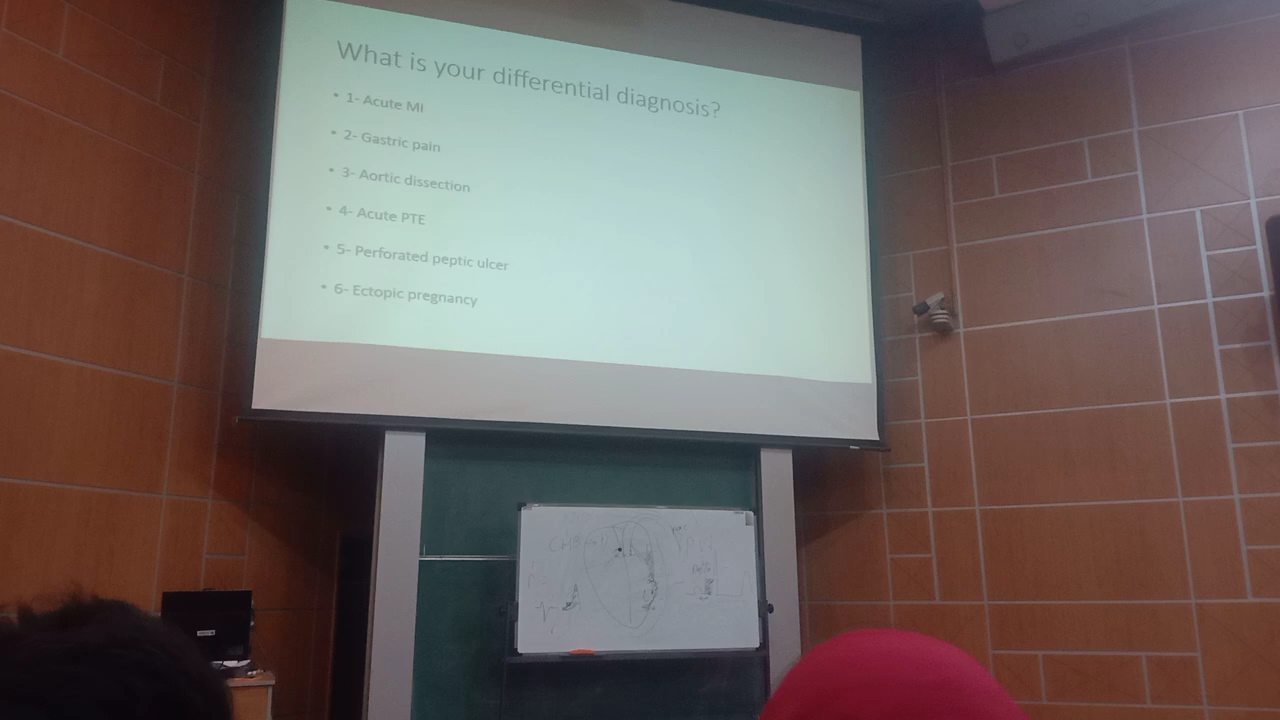 What is your differential diagnosis?
• 1- Acute MI
• 2- Gastric pain
• 3- Aortic dissection
• 4- Acute PTE
• 5- Perforated peptic ulcer
• 6- Ectopic pregnancy